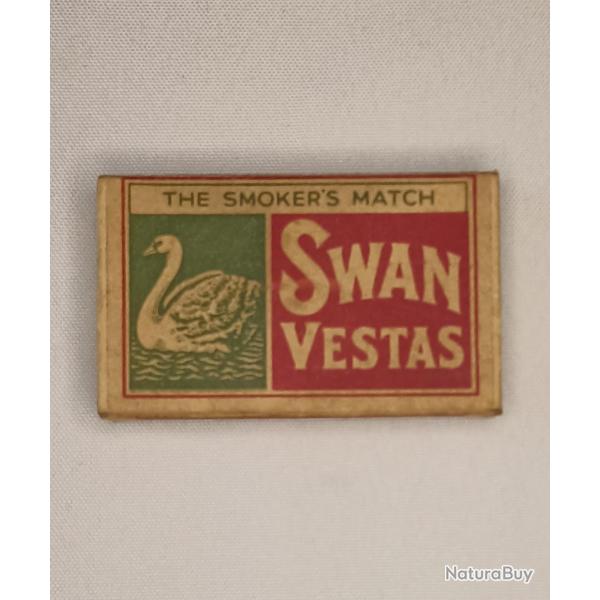 THE SMOKER'S MATCH
SWAN
VESTAS
NaturaBuy